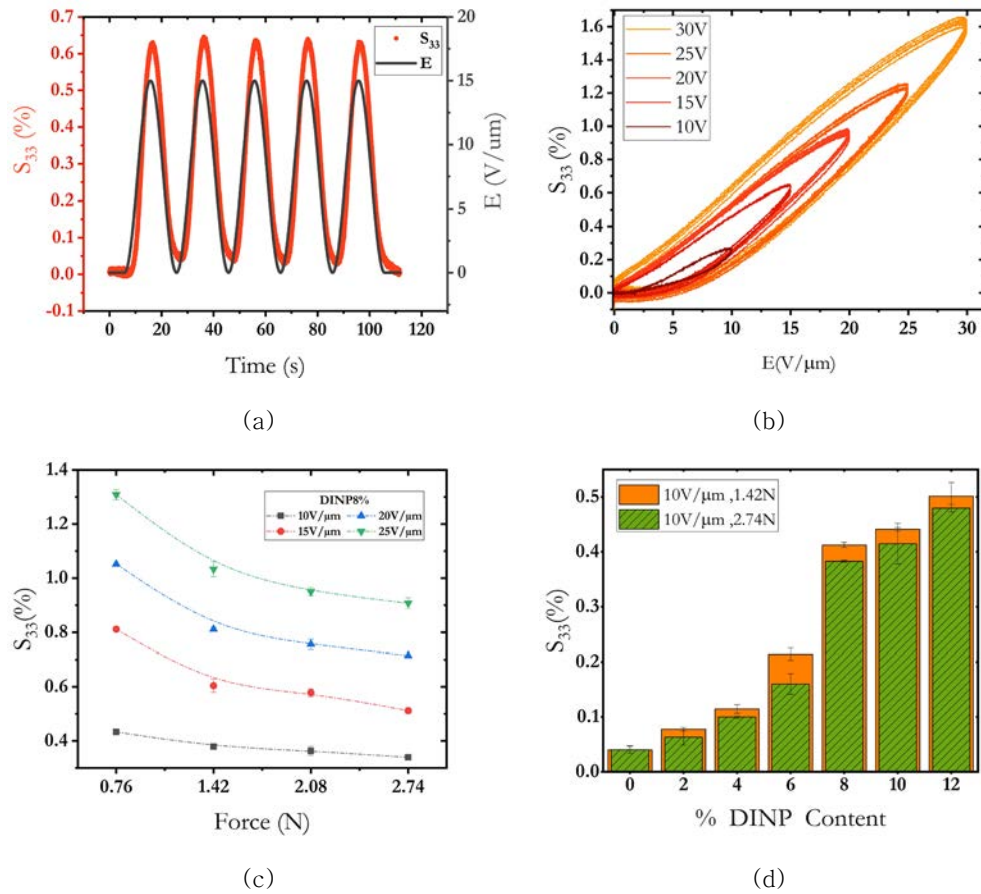 0.7
0.6
0.5
0.4
0.3
0.2
0.1
0.0
-0.1
S33 (%)
0 20 40 60 80 100 120
Time (s)
20
15
10
5
0
E (V/um)
S33
E
(a)
1.6
1.4
1.2
1.0
0.8
0.6
0.4
0.2
0.0
S33 (%)
0 5 10 15 20 25 30
E(V/μm)
30V
25V
20V
15V
10V
(b)
1.4
1.2
1.0
0.8
0.6
0.4
S33(%)
0.76 1.42 2.08 2.74
Force (N)
DINP8%
10V/μm 20V/μm
15V/μm 25V/μm
(c)
0.5
0.4
0.3
0.2
0.1
0.0
S33(%)
0 2 4 6 8 10 12
% DINP Content
10V/μm ,1.42N
10V/μm ,2.74N
(d)